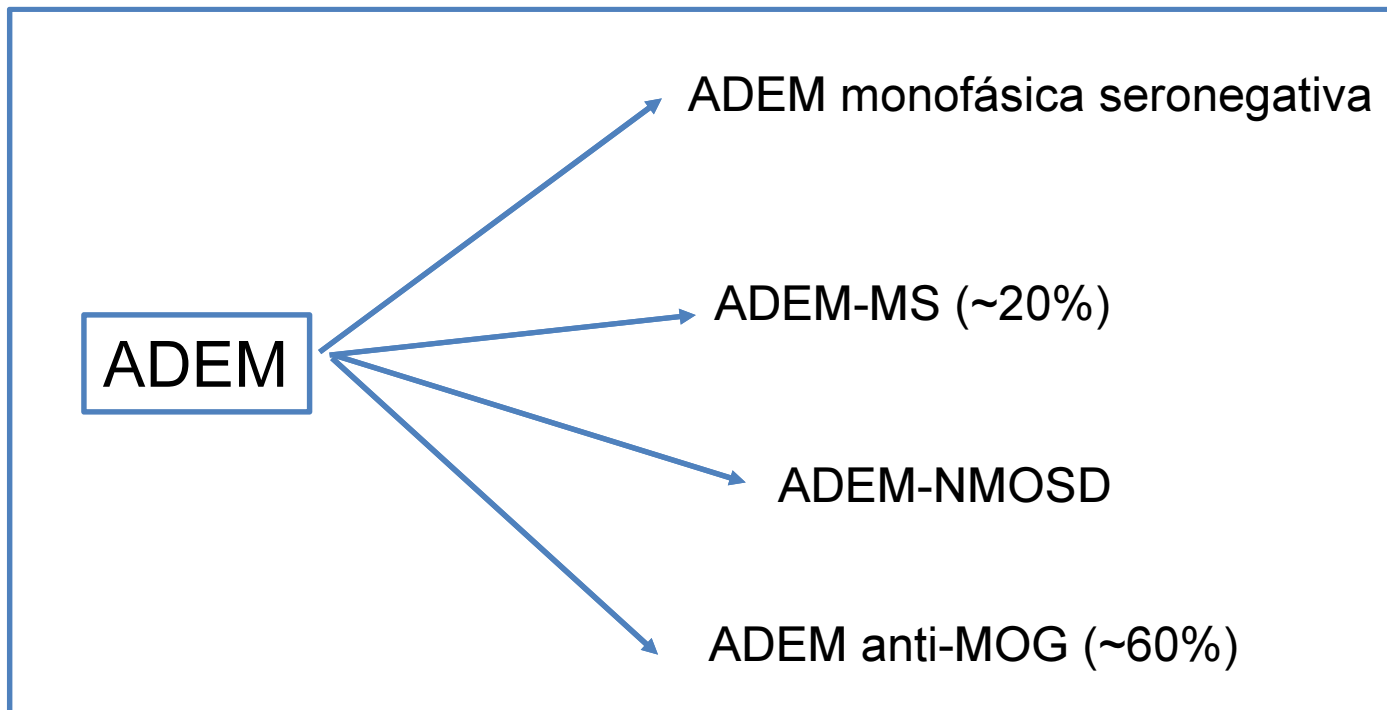 ADEM monofásica seronegativa
ADEM-MS (~20%)
ADEM
ADEM-NMOSD
ADEM anti-MOG (~60%)